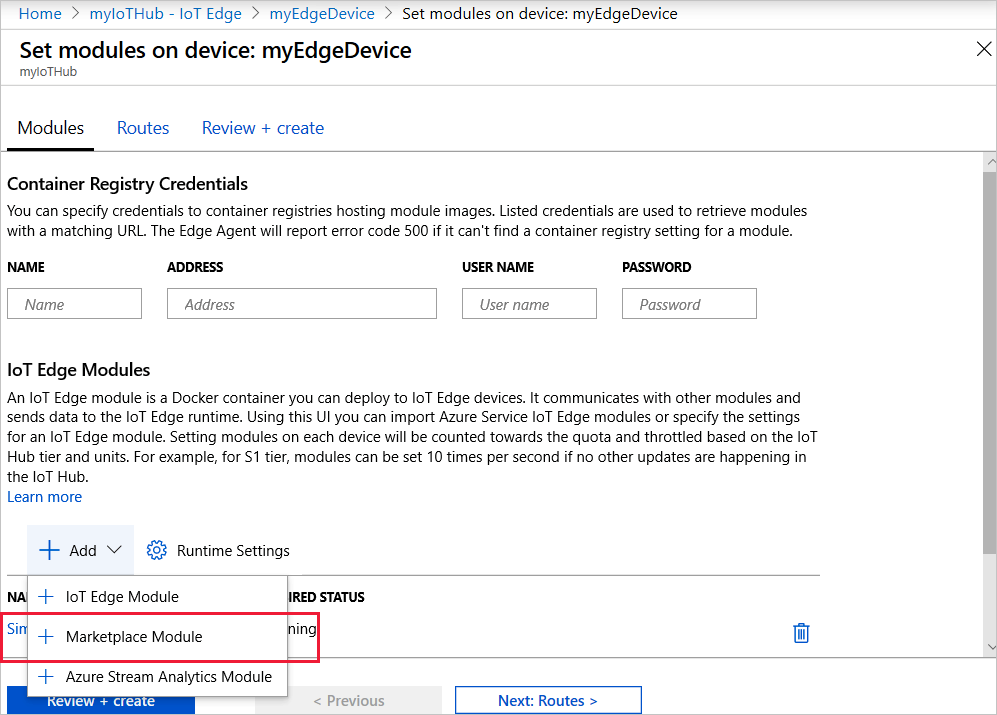 Home > myIoTHub - IoT Edge > myEdgeDevice > Set modules on device: myEdgeDevice
Set modules on device: myEdgeDevice
myIoTHub
Modules Routes Review + create
Container Registry Credentials
You can specify credentials to container registries hosting module images. Listed credentials are used to retrieve modules
with a matching URL. The Edge Agent will report error code 500 if it can't find a container registry setting for a module.
NAME ADDRESS USER NAME PASSWORD
Name Address User name Password
IoT Edge Modules
An IoT Edge module is a Docker container you can deploy to IoT Edge devices. It communicates with other modules and
sends data to the IoT Edge runtime. Using this UI you can import Azure Service IoT Edge modules or specify the settings
for an IoT Edge module. Setting modules on each device will be counted towards the quota and throttled based on the IoT
Hub tier and units. For example, for S1 tier, modules can be set 10 times per second if no other updates are happening in
the IoT Hub.
Learn more
Add Runtime Settings
NA IoT Edge Module IRED STATUS
Sim Marketplace Module ning
Azure Stream Analytics Module
Review + create < Previous Next: Routes >